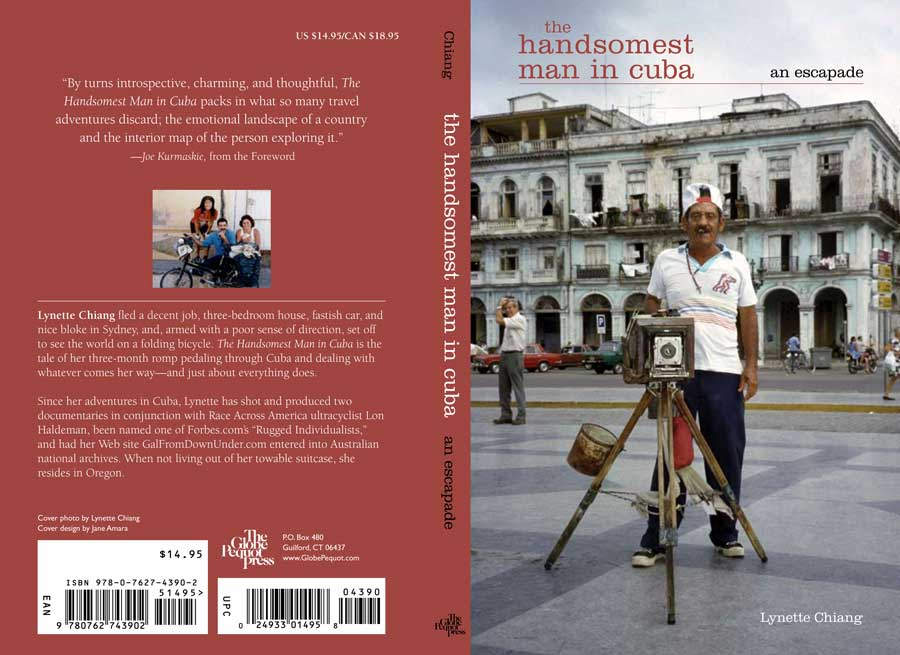 US $14.95/CAN $18.95
“By turns introspective, charming, and thoughtful, The
Handsomest Man in Cuba packs in what so many travel
adventures discard; the emotional landscape of a country
and the interior map of the person exploring it.”
—Joe Kurmaskie, from the Foreword
Lynette Chiang fled a decent job, three-bedroom house, fastish car, and
nice bloke in Sydney, and, armed with a poor sense of direction, set off
to see the world on a folding bicycle. The Handsomest Man in Cuba is the
tale of her three-month romp pedaling through Cuba and dealing with
whatever comes her way—and just about everything does.
Since her adventures in Cuba, Lynette has shot and produced two
documentaries in conjunction with Race Across America ultracyclist Lon
Haldeman, been named one of Forbes.com’s “Rugged Individualists,”
and had her Web site GalFromDownUnder.com entered into Australian
national archives. When not living out of her towable suitcase, she
resides in Oregon.
Cover photo by Lynette Chiang
Cover design by Jane Amara
$14.95
ISBN 978-0-7627-4390-2
51495>
EAN
9 780762 743902
The
Globe
Pequot
Press
P.O. Box 480
Guilford, CT 06437
www.GlobePequot.com
UPC
04390
0 24933 01495 8
Chiang
the handsomest man in cuba
an escapade
The
Globe
Pequot
Press
the
handsomest
man in cuba
an escapade
Lynette Chiang